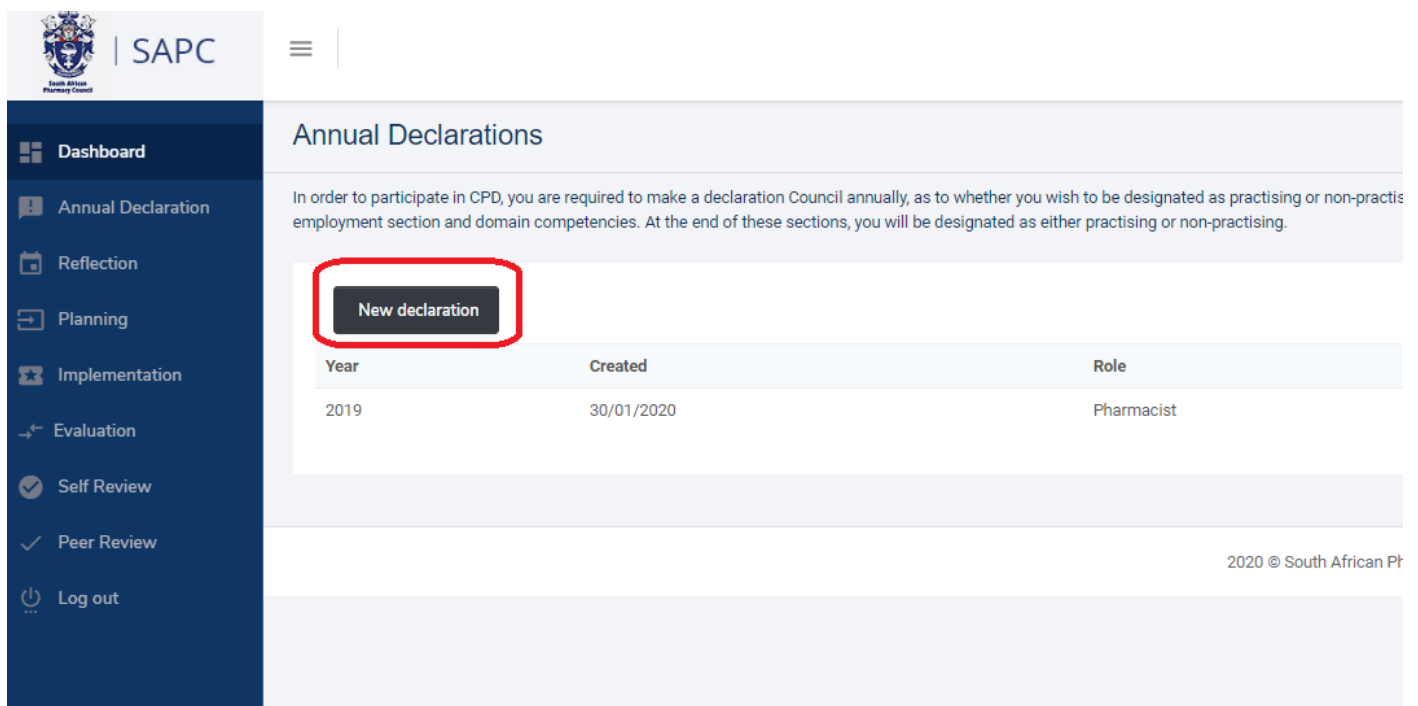 South African
Pharmacy Council
| SAPC
Dashboard
Annual Declaration
Reflection
Planning
Implementation
Evaluation
Self Review
Peer Review
Log out
Annual Declarations
In order to participate in CPD, you are required to make a declaration Council annually, as to whether you wish to be designated as practising or non-practis
employment section and domain competencies. At the end of these sections, you will be designated as either practising or non-practising.
New declaration
Year Created Role
2019 30/01/2020 Pharmacist
2020 © South African Ph